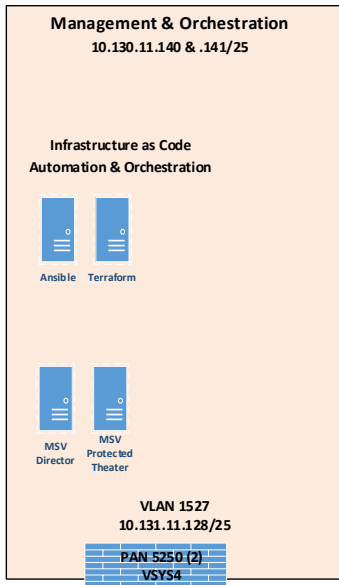 Management & Orchestration
10.130.11.140 & .141/25
Infrastructure as Code
Automation & Orchestration
Ansible
Terraform
MSV
Director
MSV
Protected
Theater
VLAN 1527
10.131.11.128/25
PAN 5250 (2)
VSYS4